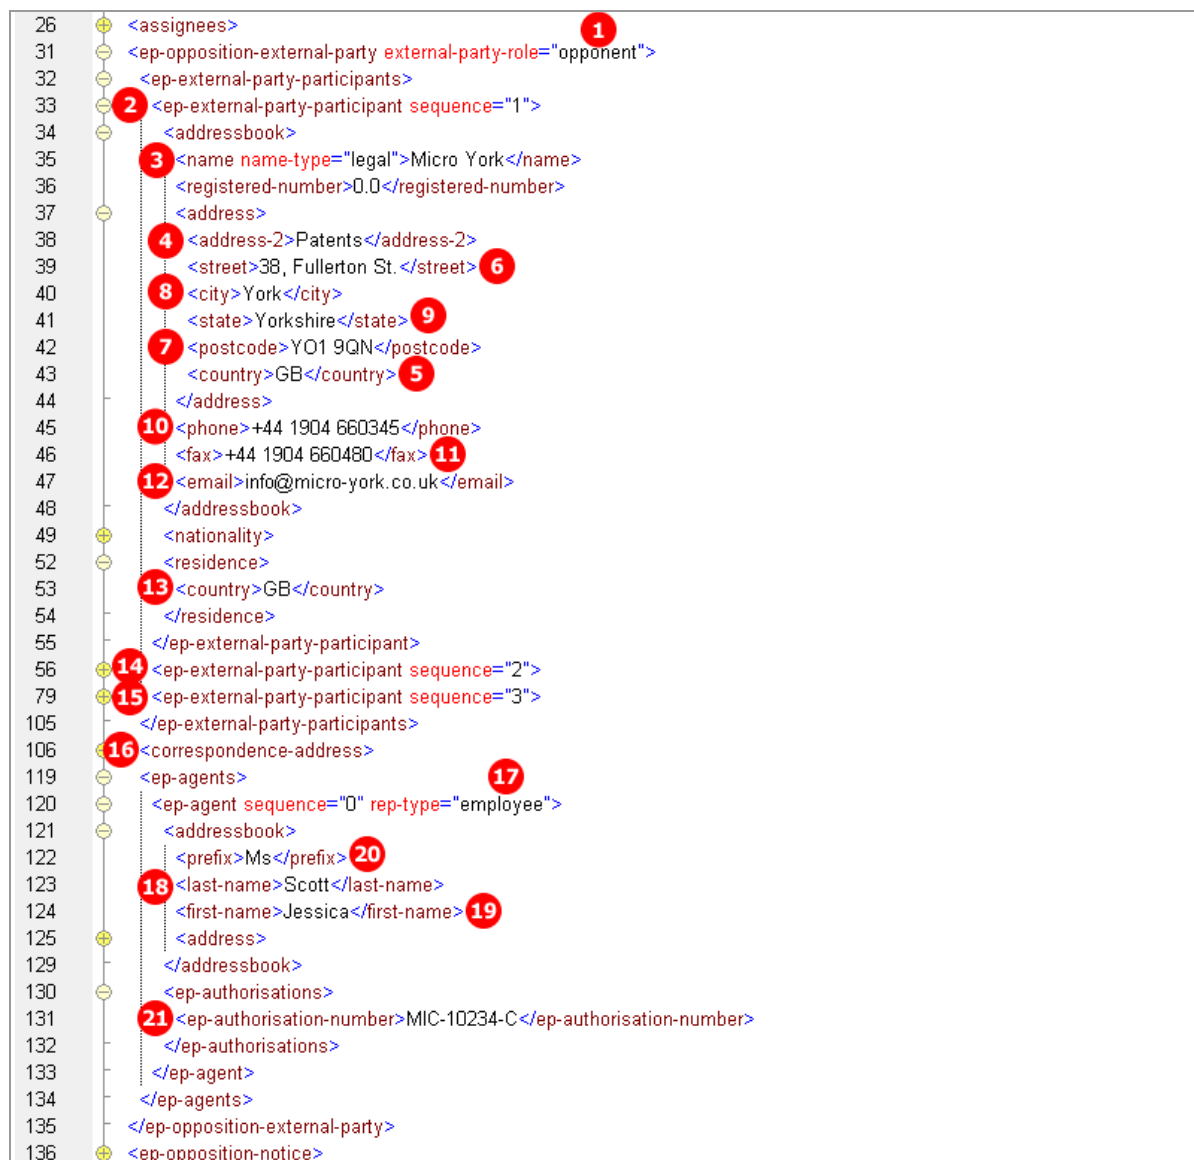 1
26 <assignees>
31 <ep-opposition-external-party external-party-role="opponent">
32 <ep-external-party-participants>
33 2 <ep-external-party-participant sequence="1">
34 <addressbook>
35 3 <name name-type="legal">Micro York</name>
36 <registered-number>0.0</registered-number>
37 <address>
38 4 <address-2>Patents</address-2>
39 <street>38, Fullerton St.</street> 6
40 8 <city>York</city>
41 <state>Yorkshire</state> 9
42 7 <postcode>YO1 9QN</postcode>
43 <country>GB</country> 5
44 </address>
45 10 <phone>+44 1904 660345</phone>
46 <fax>+44 1904 660480</fax> 11
47 12 <email>info@micro-york.co.uk</email>
48 </addressbook>
49 <nationality>
52 <residence>
53 13 <country>GB</country>
54 </residence>
55 </ep-external-party-participant>
56 14 <ep-external-party-participant sequence="2">
79 15 <ep-external-party-participant sequence="3">
105 </ep-external-party-participants>
106 16 <correspondence-address>
119 <ep-agents> 17
120 <ep-agent sequence="0" rep-type="employee">
121 <addressbook>
122 <prefix>Ms</prefix> 20
123 18 <last-name>Scott</last-name>
124 <first-name>Jessica</first-name> 19
125 <address>
129 </addressbook>
130 <ep-authorisations>
131 21 <ep-authorisation-number>MIC-10234-C</ep-authorisation-number>
132 </ep-authorisations>
133 </ep-agent>
134 </ep-agents>
135 </ep-opposition-external-party>
136 <ep-opposition-notice>